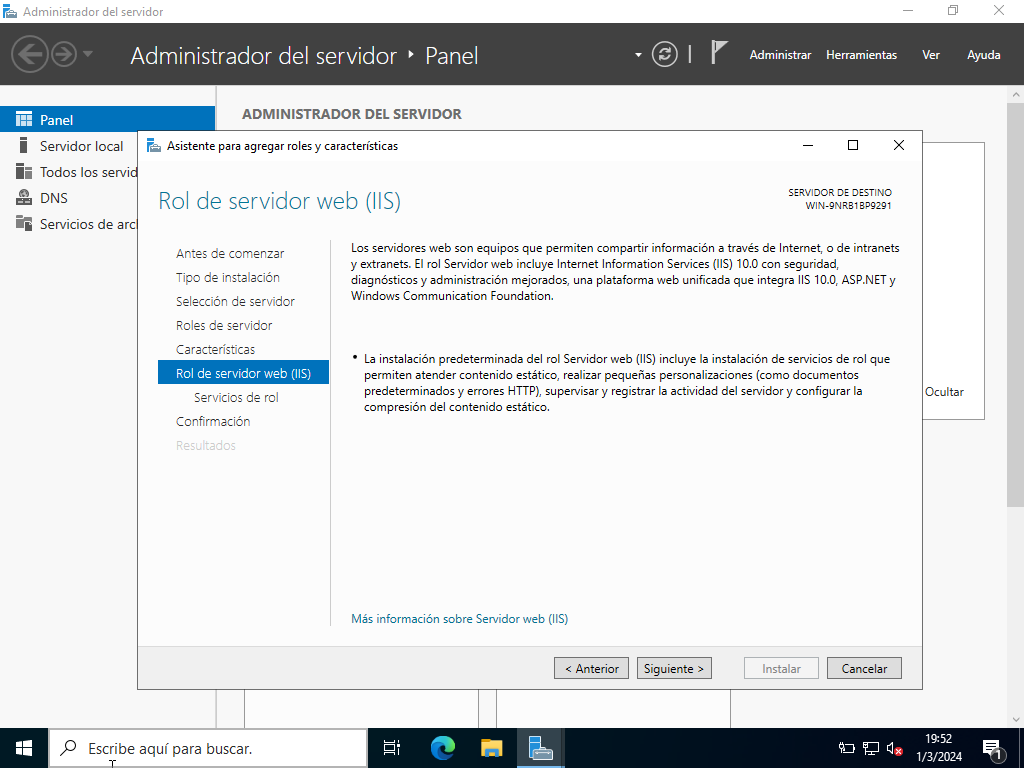 Administrador del servidor
Administrador del servidor ‣ Panel
Administrar Herramientas Ver Ayuda
Panel
Servidor local
Todos los servid
DNS
Servicios de arc
ADMINISTRADOR DEL SERVIDOR
Asistente para agregar roles y características
Rol de servidor web (IIS)
SERVIDOR DE DESTINO
WIN-9NRB1BP9291
Antes de comenzar
Tipo de instalación
Selección de servidor
Roles de servidor
Características
Rol de servidor web (IIS)
Servicios de rol
Confirmación
Resultados
Los servidores web son equipos que permiten compartir información a través de Internet, o de intranets
y extranets. El rol Servidor web incluye Internet Information Services (IIS) 10.0 con seguridad,
diagnósticos y administración mejorados, una plataforma web unificada que integra IIS 10.0, ASP.NET y
Windows Communication Foundation.
• La instalación predeterminada del rol Servidor web (IIS) incluye la instalación de servicios de rol que
permiten atender contenido estático, realizar pequeñas personalizaciones (como documentos
predeterminados y errores HTTP), supervisar y registrar la actividad del servidor y configurar la
compresión del contenido estático.
Más información sobre Servidor web (IIS)
Ocultar
< Anterior Siguiente > Instalar Cancelar
Escribe aquí para buscar.
19:52
1/3/2024
1